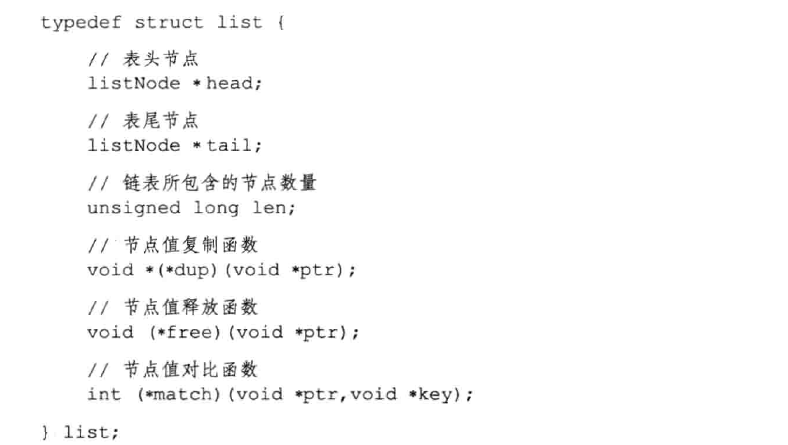 typedef struct list {
// 表头节点
listNode *head;
// 表尾节点
listNode *tail;
// 链表所包含的节点数量
unsigned long len;
// 节点值复制函数
void *(*dup)(void *ptr);
// 节点值释放函数
void (*free)(void *ptr);
// 节点值对比函数
int (*match)(void *ptr,void *key);
} list;